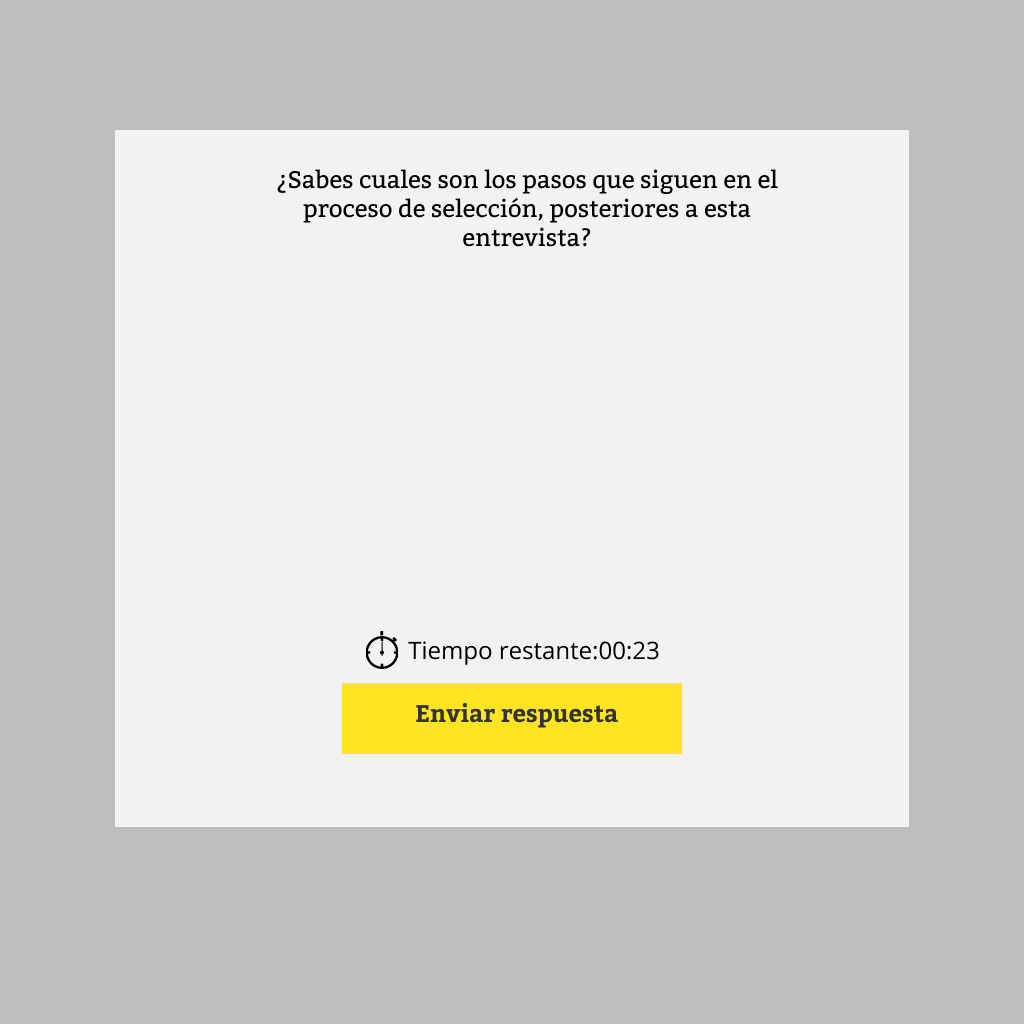 ¿Sabes cuales son los pasos que siguen en el
proceso de selección, posteriores a esta
entrevista?
Tiempo restante:00:23
Enviar respuesta